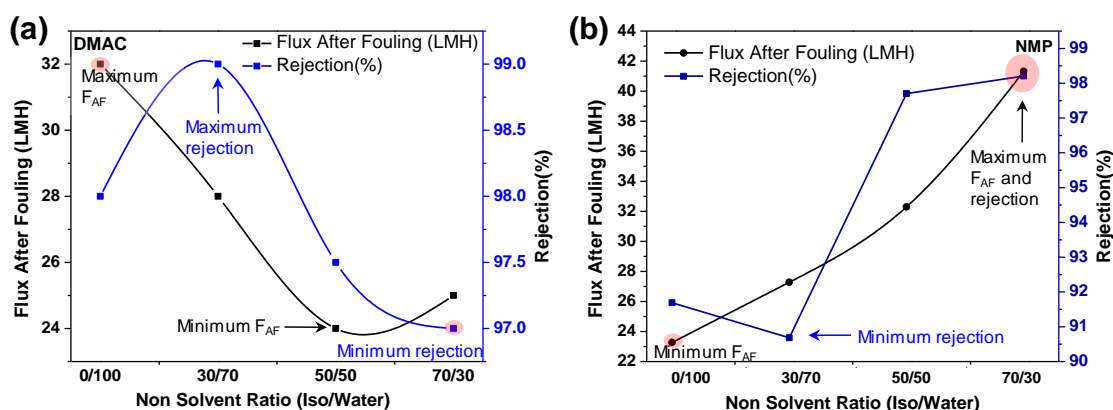 (a)
DMAC
Flux After Fouling (LMH)
Rejection(%)
Maximum
F_AF
Maximum
rejection
Minimum F_AF
Minimum rejection
32
30
28
26
24
Flux After Fouling (LMH)
99.0
98.5
98.0
97.5
97.0
Rejection(%)
0/100
30/70
50/50
70/30
Non Solvent Ratio (Iso/Water)
(b)
NMP
Flux After Fouling (LMH)
Rejection(%)
Maximum
F_AF and
rejection
Minimum rejection
Minimum F_AF
44
42
40
38
36
34
32
30
28
26
24
22
Flux After Fouling (LMH)
99
98
97
96
95
94
93
92
91
90
Rejection(%)
0/100
30/70
50/50
70/30
Non Solvent Ratio (Iso/Water)